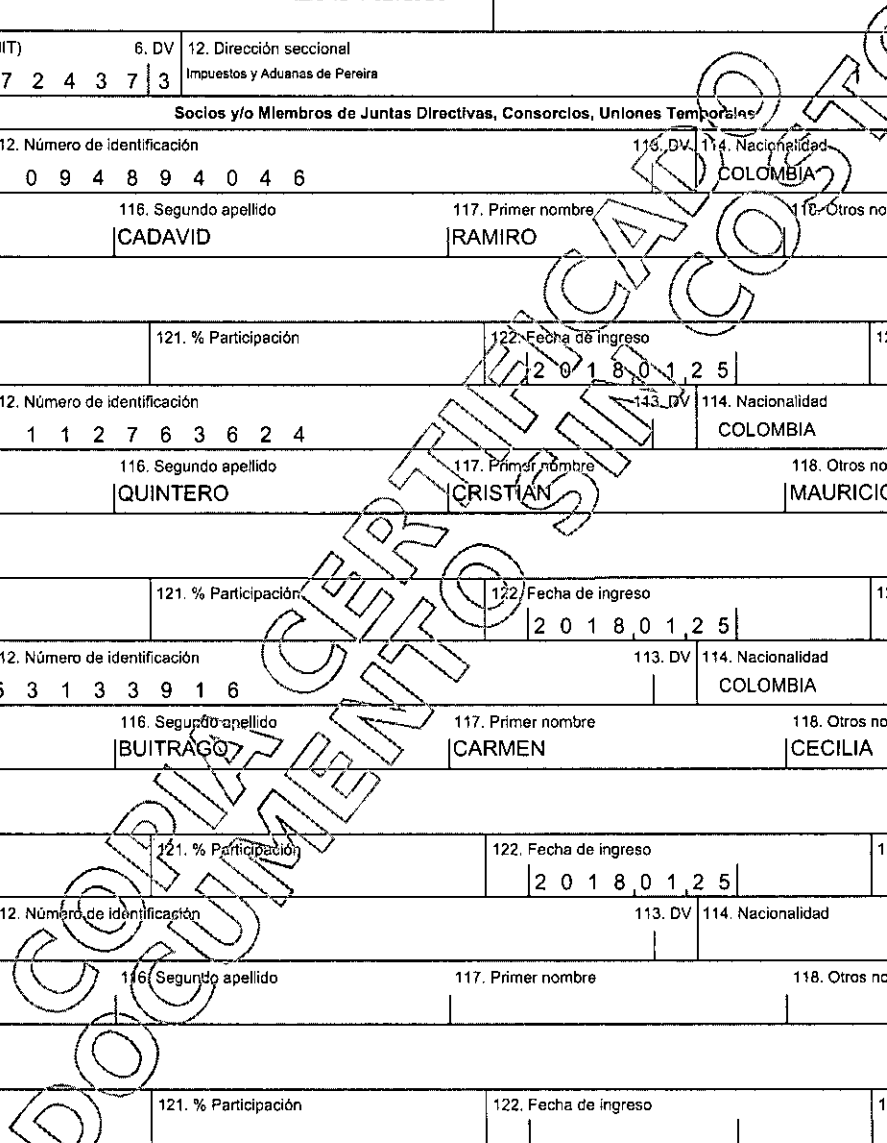 IIT) 6. DV 12. Dirección seccional
7 2 4 3 7 3 Impuestos y Aduanas de Pereira
Socios y/o Miembros de Juntas Directivas, Consorcios, Uniones Temporales
12. Número de identificación 113. DV 114. Nacionalidad
0 9 4 8 9 4 0 4 6 COLOMBIA
116. Segundo apellido 117. Primer nombre 118. Otros no
CADAVID RAMIRO
121. % Participación 122. Fecha de ingreso 12
2 0 1 8 0 1 2 5
12. Número de identificación 113. DV 114. Nacionalidad
1 1 2 7 6 3 6 2 4 COLOMBIA
116. Segundo apellido 117. Primer nombre 118. Otros no
QUINTERO CRISTIAN MAURICIO
121. % Participación 122. Fecha de ingreso 12
2 0 1 8 0 1 2 5
12. Número de identificación 113. DV 114. Nacionalidad
5 3 1 3 3 9 1 6 COLOMBIA
116. Segundo apellido 117. Primer nombre 118. Otros no
BUITRAGO CARMEN CECILIA
121. % Participación 122. Fecha de ingreso 1
2 0 1 8 0 1 2 5
12. Número de identificación 113. DV 114. Nacionalidad
116. Segundo apellido 117. Primer nombre 118. Otros no
121. % Participación 122. Fecha de ingreso 1
COPIA CERTIFICADO
DOCUMENTO SIN COSTO